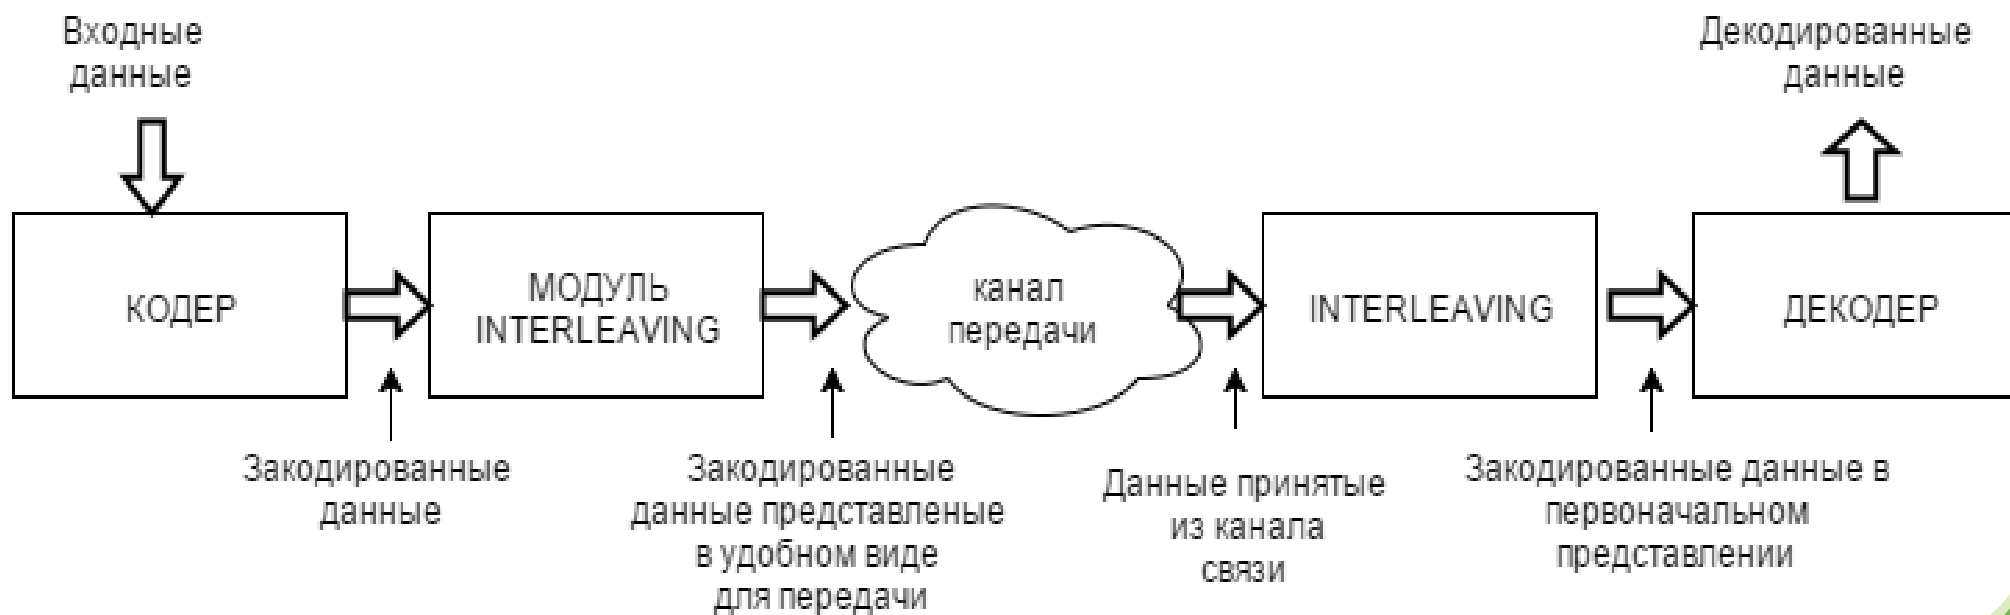 Входные
данные
Декодированные
данные
КОДЕР
МОДУЛЬ
INTERLEAVING
канал
передачи
INTERLEAVING
ДЕКОДЕР
Закодированные
данные
Закодированные
данные представленые
в удобном виде
для передачи
Данные принятые
из канала
связи
Закодированные данные в
первоначальном
представлении